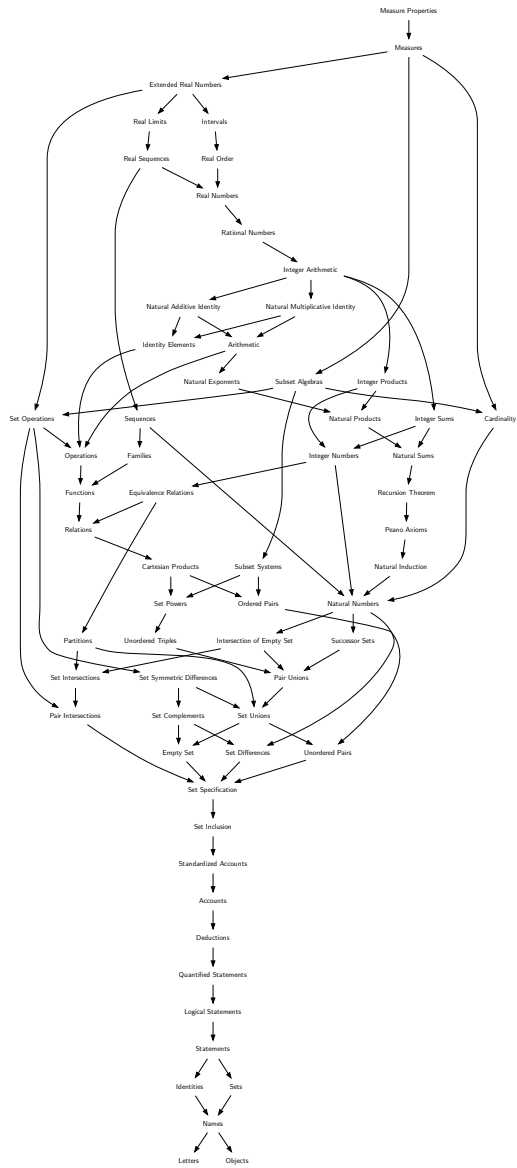 Measure Properties
Measures
Extended Real Numbers
Real Limits
Intervals
Real Sequences
Real Order
Real Numbers
Rational Numbers
Integer Arithmetic
Natural Additive Identity
Natural Multiplicative Identity
Identity Elements
Arithmetic
Natural Exponents
Subset Algebras
Integer Products
Set Operations
Sequences
Natural Products
Integer Sums
Cardinality
Operations
Families
Integer Numbers
Natural Sums
Functions
Equivalence Relations
Recursion Theorem
Relations
Peano Axioms
Cartesian Products
Subset Systems
Natural Induction
Set Powers
Ordered Pairs
Natural Numbers
Partitions
Unordered Triples
Intersection of Empty Set
Successor Sets
Set Intersections
Set Symmetric Differences
Pair Unions
Pair Intersections
Set Complements
Set Unions
Empty Set
Set Differences
Unordered Pairs
Set Specification
Set Inclusion
Standardized Accounts
Accounts
Deductions
Quantified Statements
Logical Statements
Statements
Identities
Sets
Names
Letters
Objects